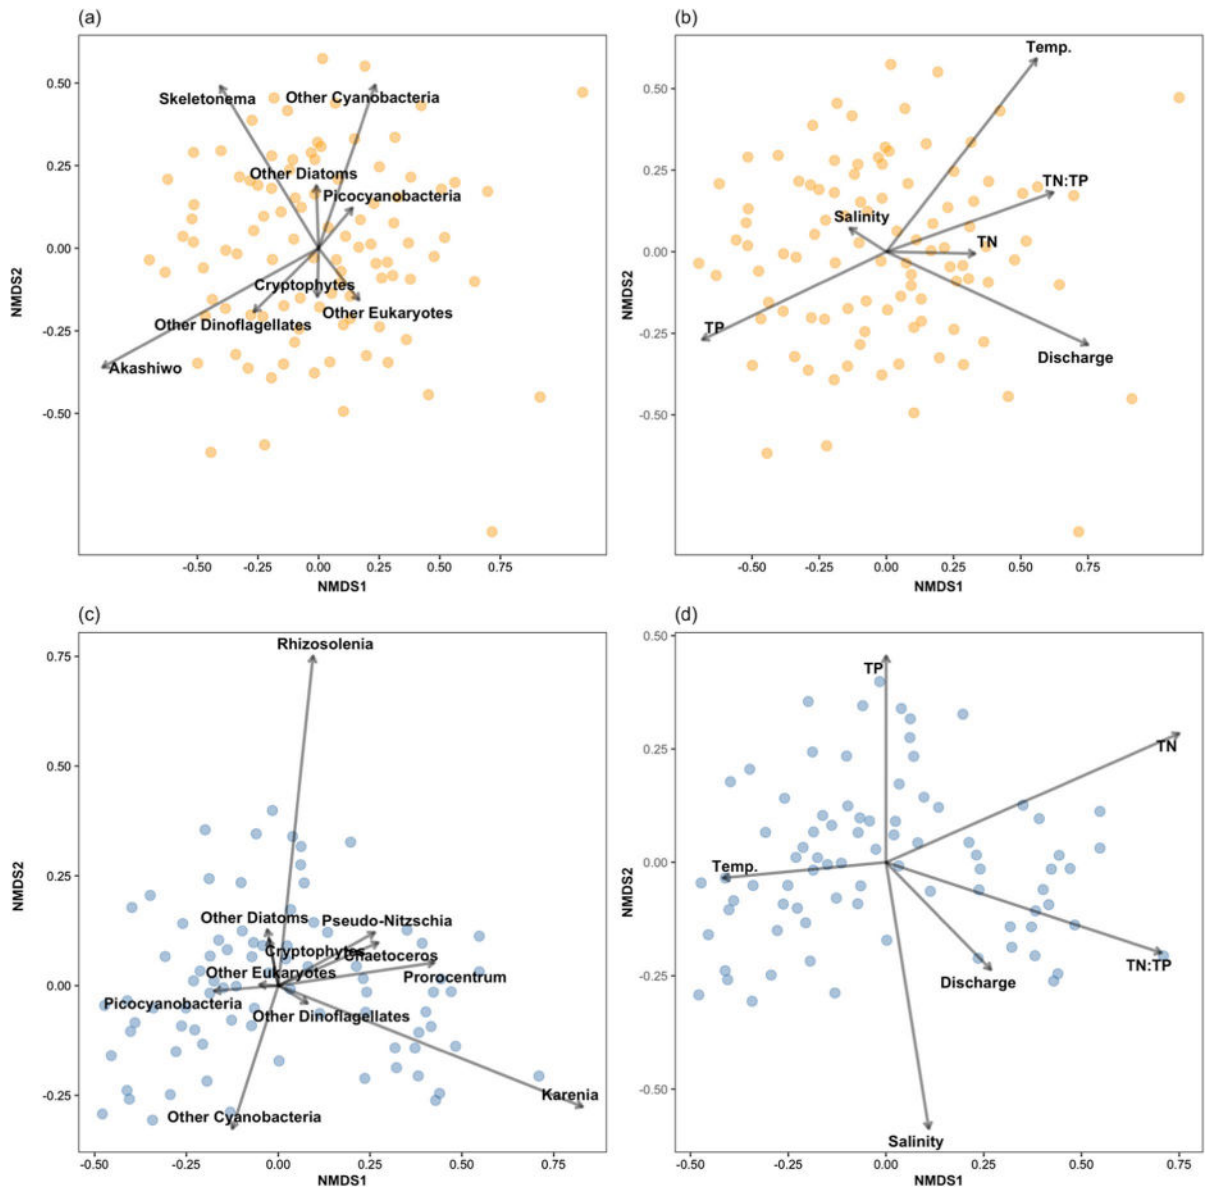 (a)
(b)
Temp.
0.50
Skeletonema
Other Cyanobacteria
0.50
0.25
Other Diatoms
Picocyanobacteria
0.25
TN:TP
Salinity
TN
0.00
0.00
NMDS2
NMDS2
Cryptophytes
Other Eukaryotes
Other Dinoflagellates
-0.25
-0.25
TP
Akashiwo
Discharge
-0.50
-0.50
-0.50
-0.25
0.00
0.25
0.50
0.75
NMDS1
-0.50
-0.25
0.00
0.25
0.50
0.75
NMDS1
(c)
(d)
Rhizosolenia
0.75
0.50
TP
TN
0.50
0.25
0.25
Other Diatoms
Pseudo-Nitzschia
Cryptophytes
Chaetoceros
Other Eukaryotes
Prorocentrum
NMDS2
0.00
Picocyanobacteria
Other Dinoflagellates
NMDS2
0.00
Temp.
TN:TP
Discharge
-0.25
-0.25
Karenia
Other Cyanobacteria
-0.50
Salinity
-0.50
-0.25
0.00
0.25
0.50
0.75
NMDS1
-0.50
-0.25
0.00
0.25
0.50
0.75
NMDS1